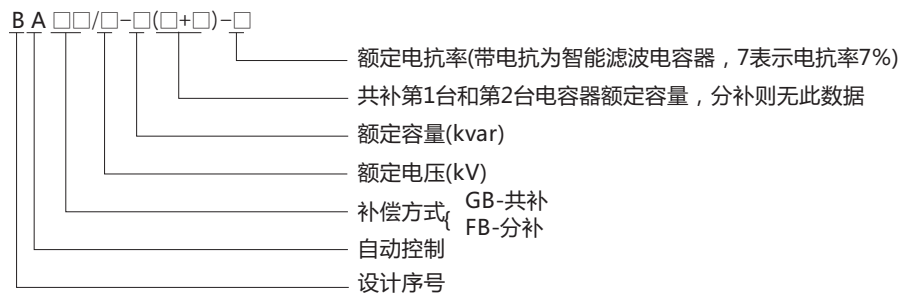 B A □□/□-□(□+□)-□
额定电抗率(带电抗为智能滤波电容器，7表示电抗率7%)
共补第1台和第2台电容器额定容量，分补则无此数据
额定容量(kvar)
额定电压(kV)
补偿方式{ GB-共补
FB-分补
自动控制
设计序号